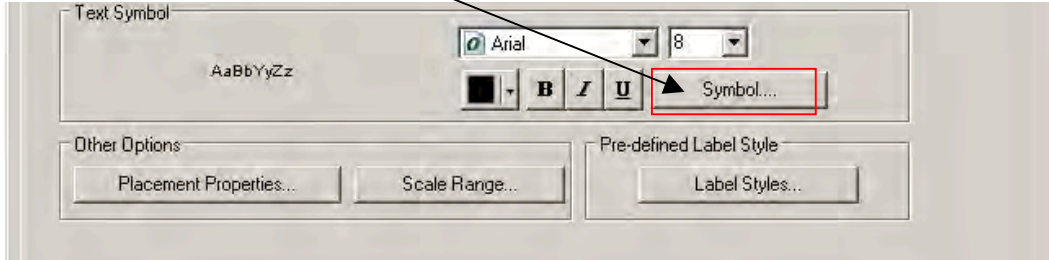 Text Symbol
AaBbYyZz
Arial
8
B I U
Symbol....
Other Options
Placement Properties...
Scale Range...
Pre-defined Label Style
Label Styles...